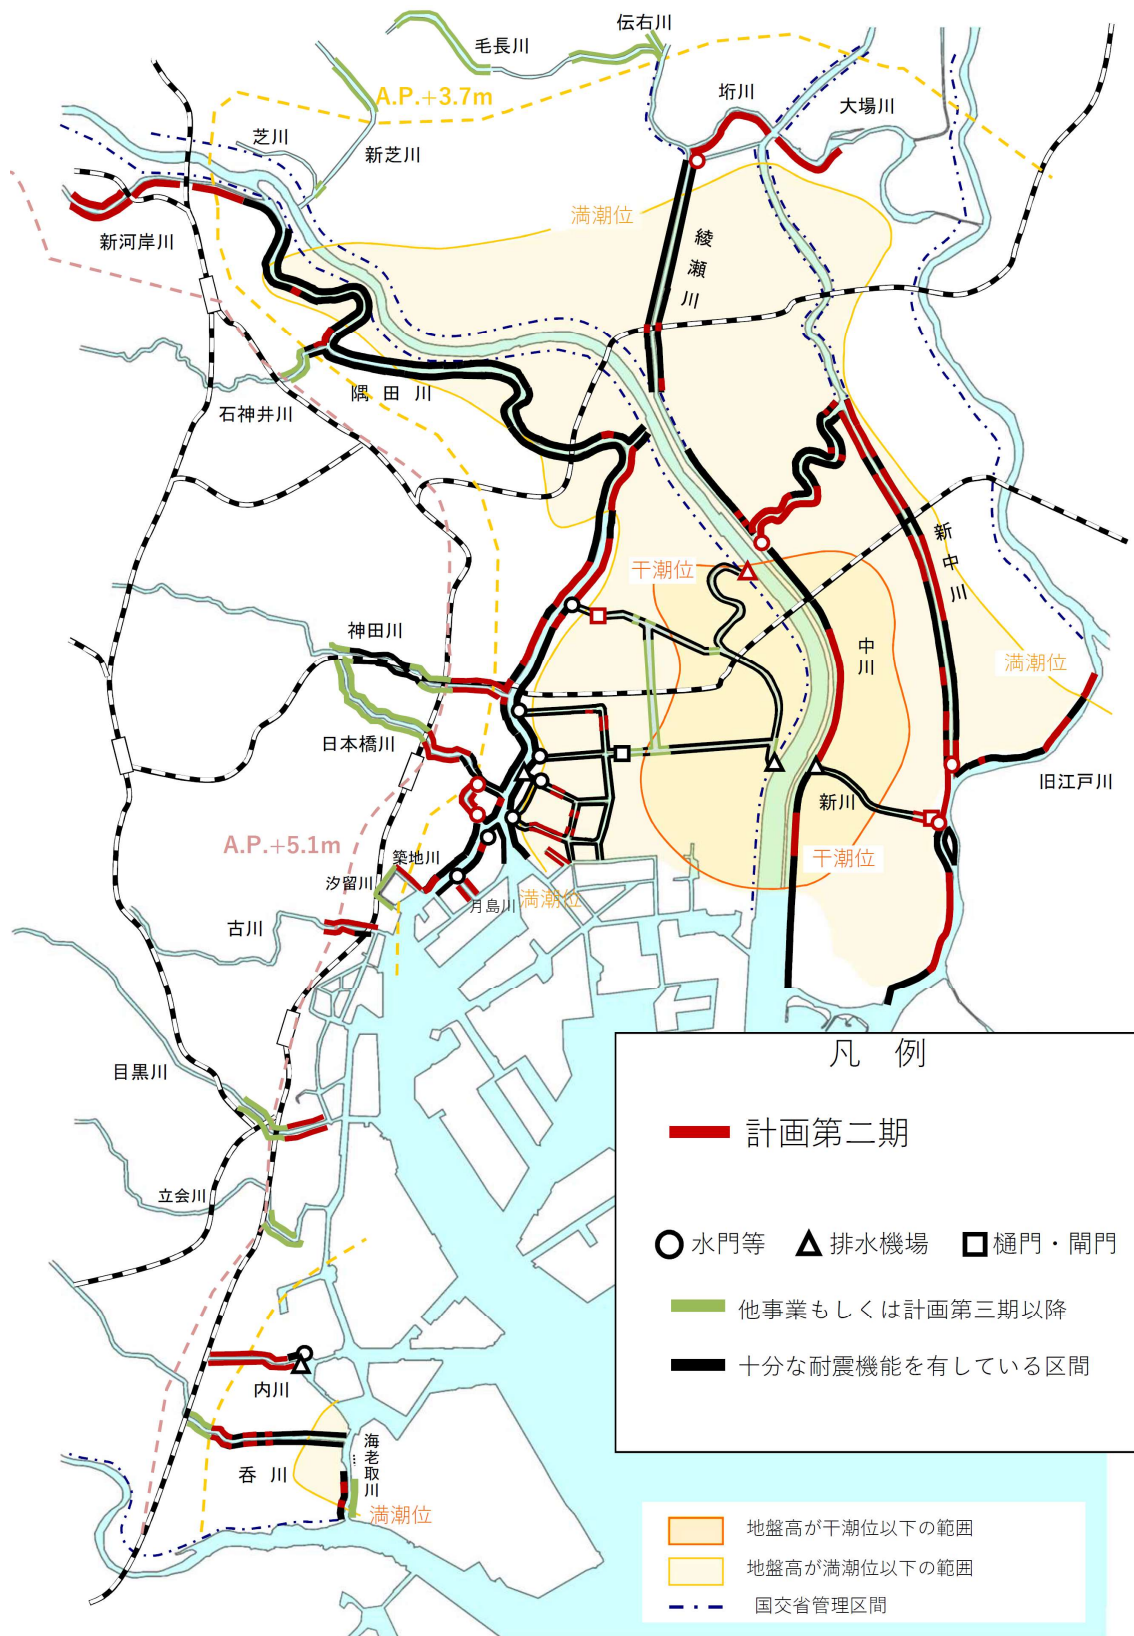 伝右川
毛長川
A.P.+3.7m
垳川
大場川
芝川
新芝川
満潮位
新河岸川
綾瀬川
隅田川
石神井川
新中川
干潮位
神田川
中川
満潮位
日本橋川
旧江戸川
新川
A.P.+5.1m
築地川
干潮位
汐留川
月島川
満潮位
古川
凡 例
目黒川
計画第二期
立会川
水門等
排水機場
樋門・閘門
他事業もしくは計画第三期以降
十分な耐震機能を有している区間
内川
海老取川
呑川
満潮位
地盤高が干潮位以下の範囲
地盤高が満潮位以下の範囲
国交省管理区間